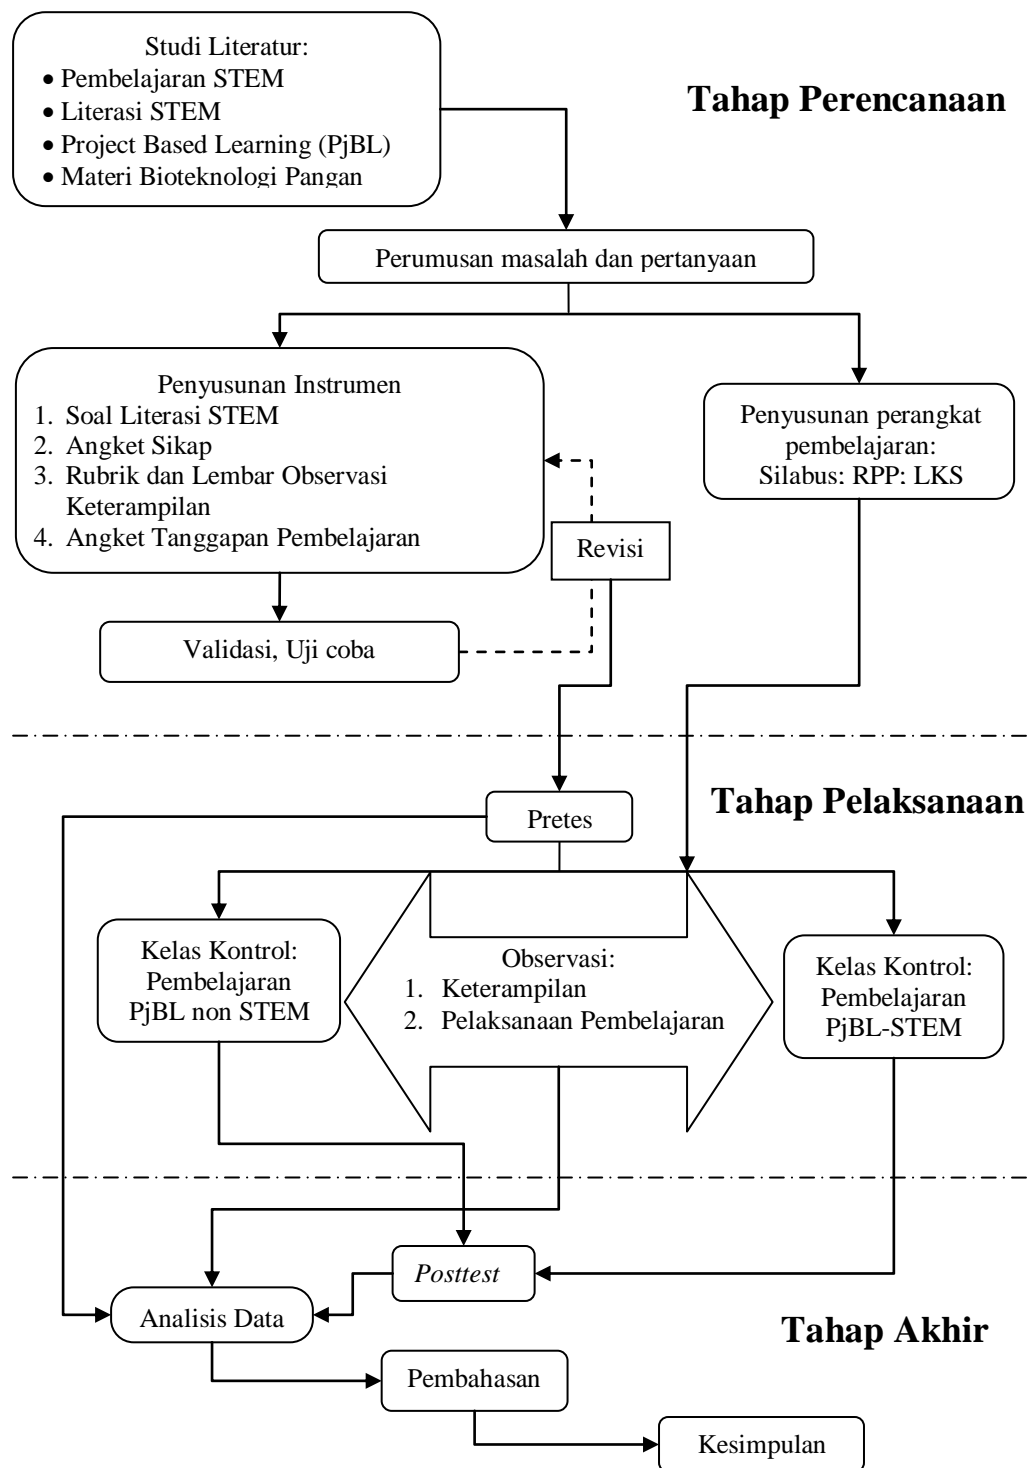 Studi Literatur:
• Pembelajaran STEM
• Literasi STEM
• Project Based Learning (PjBL)
• Materi Bioteknologi Pangan
Tahap Perencanaan
Perumusan masalah dan pertanyaan
Penyusunan Instrumen
1. Soal Literasi STEM
2. Angket Sikap
3. Rubrik dan Lembar Observasi
Keterampilan
4. Angket Tanggapan Pembelajaran
Penyusunan perangkat
pembelajaran:
Silabus; RPP; LKS
Revisi
Validasi, Uji coba
Tahap Pelaksanaan
Pretes
Kelas Kontrol:
Pembelajaran
PjBL non STEM
Observasi:
1. Keterampilan
2. Pelaksanaan Pembelajaran
Kelas Kontrol:
Pembelajaran
PjBL-STEM
Posttest
Analisis Data
Tahap Akhir
Pembahasan
Kesimpulan